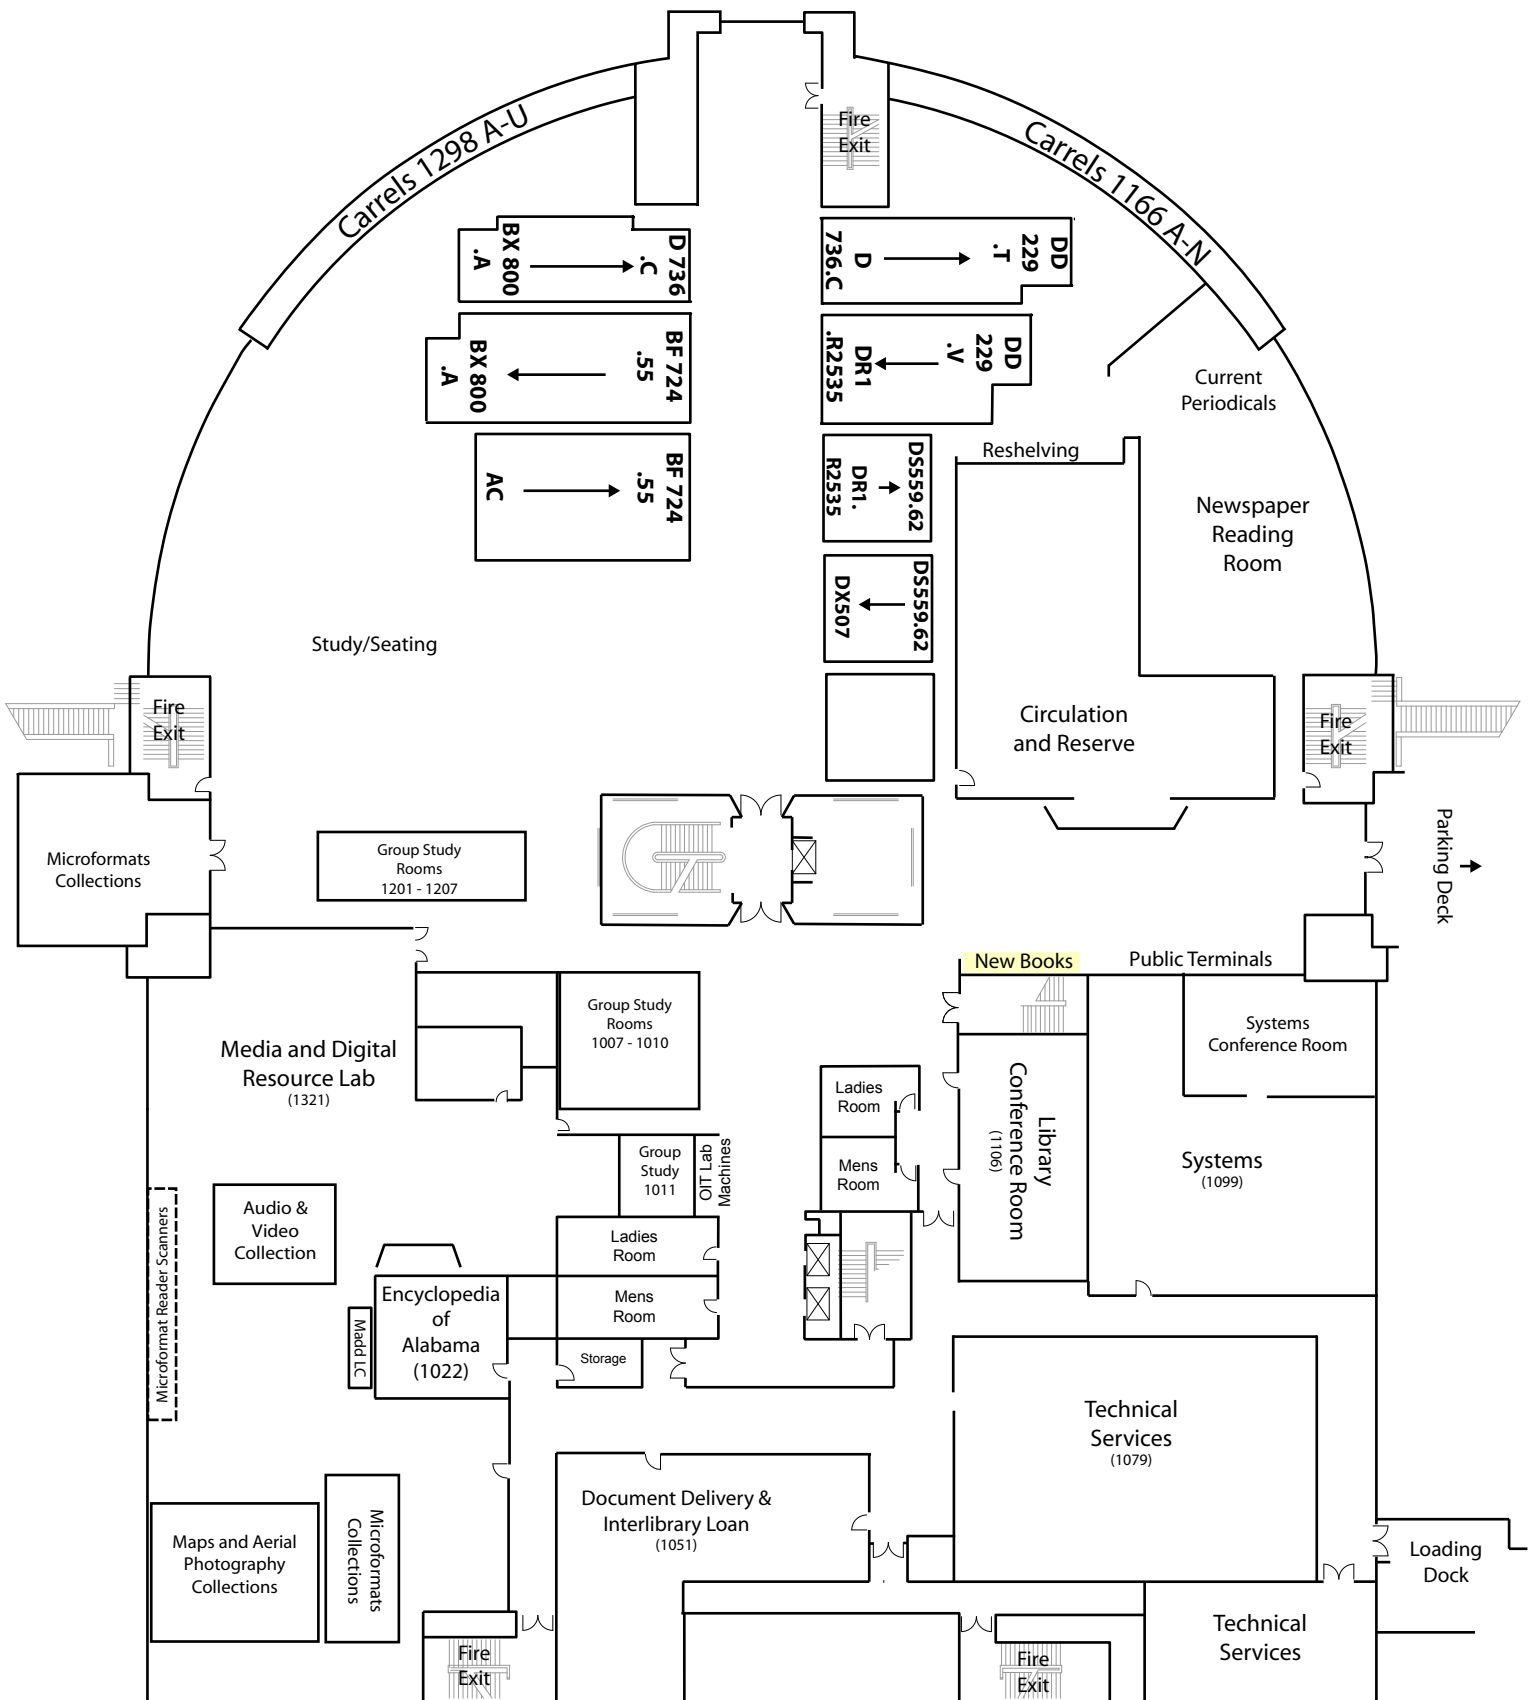 Carrels 1298 A-U
Fire
Exit
Carrels 1166 A-N
BX 800
.A
D 736
.C
D
736.C
DD
229
.T
BF 724
.55
BX 800
.A
DD
229
.V
DR1
.R2535
Current
Periodicals
AC
BF 724
.55
DR1.
R2535
DS559.62
Reshelving
Newspaper
Reading
Room
DS559.62
DX507
Study/Seating
Fire
Exit
Circulation
and Reserve
Fire
Exit
Microformats
Collections
Group Study
Rooms
1201 - 1207
Parking Deck
New Books
Public Terminals
Media and Digital
Resource Lab
(1321)
Group Study
Rooms
1007 - 1010
Systems
Conference Room
Ladies
Room
Mens
Room
Library
Conference Room
(1106)
Systems
(1099)
Group
Study
1011
OIT Lab
Machines
Microformat Reader Scanners
Audio &
Video
Collection
Ladies
Room
Mens
Room
Encyclopedia
of
Alabama
(1022)
Madd LC
Storage
Technical
Services
(1079)
Document Delivery &
Interlibrary Loan
(1051)
Maps and Aerial
Photography
Collections
Microformats
Collections
Loading
Dock
Technical
Services
Fire
Exit
Fire
Exit